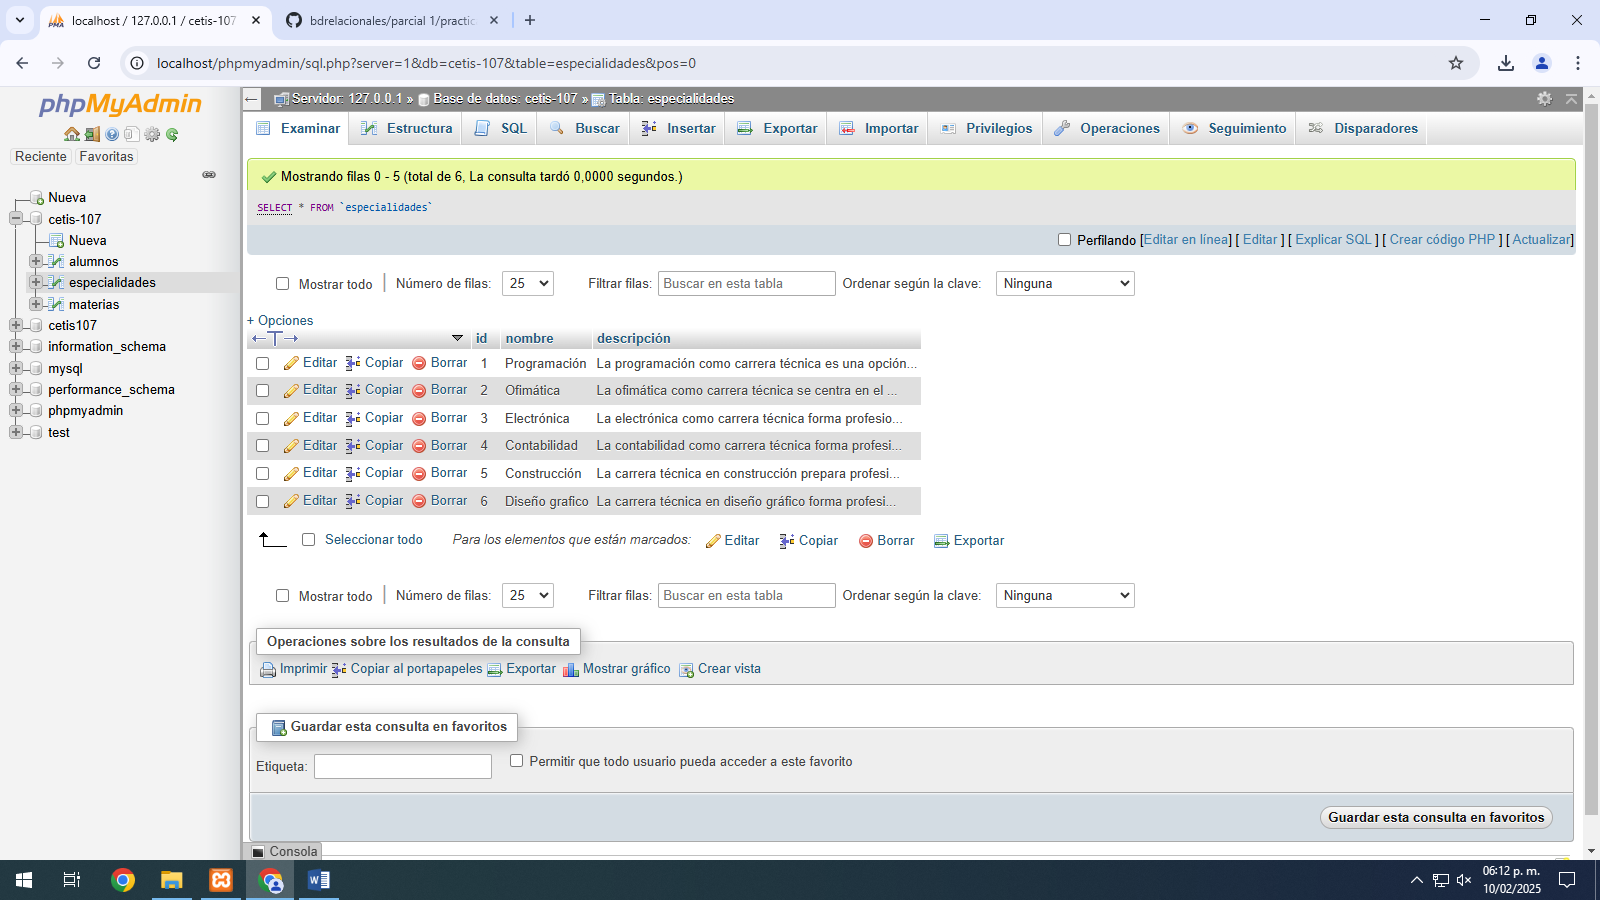 localhost / 127.0.0.1 / cetis-107
bdrelacionales/parcial 1/practic
localhost/phpmyadmin/sql.php?server=1&db=cetis-107&table=especialidades&pos=0
phpMyAdmin
Reciente Favoritas
Nueva
cetis-107
Nueva
alumnos
especialidades
materias
cetis107
information_schema
mysql
performance_schema
phpmyadmin
test
Servidor: 127.0.0.1 » Base de datos: cetis-107 » Tabla: especialidades
Examinar Estructura SQL Buscar Insertar Exportar Importar Privilegios Operaciones Seguimiento Disparadores
Mostrando filas 0 - 5 (total de 6, La consulta tardó 0,0000 segundos.)
SELECT * FROM `especialidades`
Perfilando [Editar en línea] [ Editar ] [ Explicar SQL ] [ Crear código PHP ] [ Actualizar]
Mostrar todo Número de filas: 25 Filtrar filas: Buscar en esta tabla Ordenar según la clave: Ninguna
+ Opciones
id nombre descripción
Editar Copiar Borrar 1 Programación La programación como carrera técnica es una opción...
Editar Copiar Borrar 2 Ofimática La ofimática como carrera técnica se centra en el ...
Editar Copiar Borrar 3 Electrónica La electrónica como carrera técnica forma profesio...
Editar Copiar Borrar 4 Contabilidad La contabilidad como carrera técnica forma profesi...
Editar Copiar Borrar 5 Construcción La carrera técnica en construcción prepara profesi...
Editar Copiar Borrar 6 Diseño grafico La carrera técnica en diseño gráfico forma profesi...
Seleccionar todo Para los elementos que están marcados: Editar Copiar Borrar Exportar
Mostrar todo Número de filas: 25 Filtrar filas: Buscar en esta tabla Ordenar según la clave: Ninguna
Operaciones sobre los resultados de la consulta
Imprimir Copiar al portapapeles Exportar Mostrar gráfico Crear vista
Guardar esta consulta en favoritos
Etiqueta: Permitir que todo usuario pueda acceder a este favorito
Guardar esta consulta en favoritos
Consola
06:12 p. m.
10/02/2025